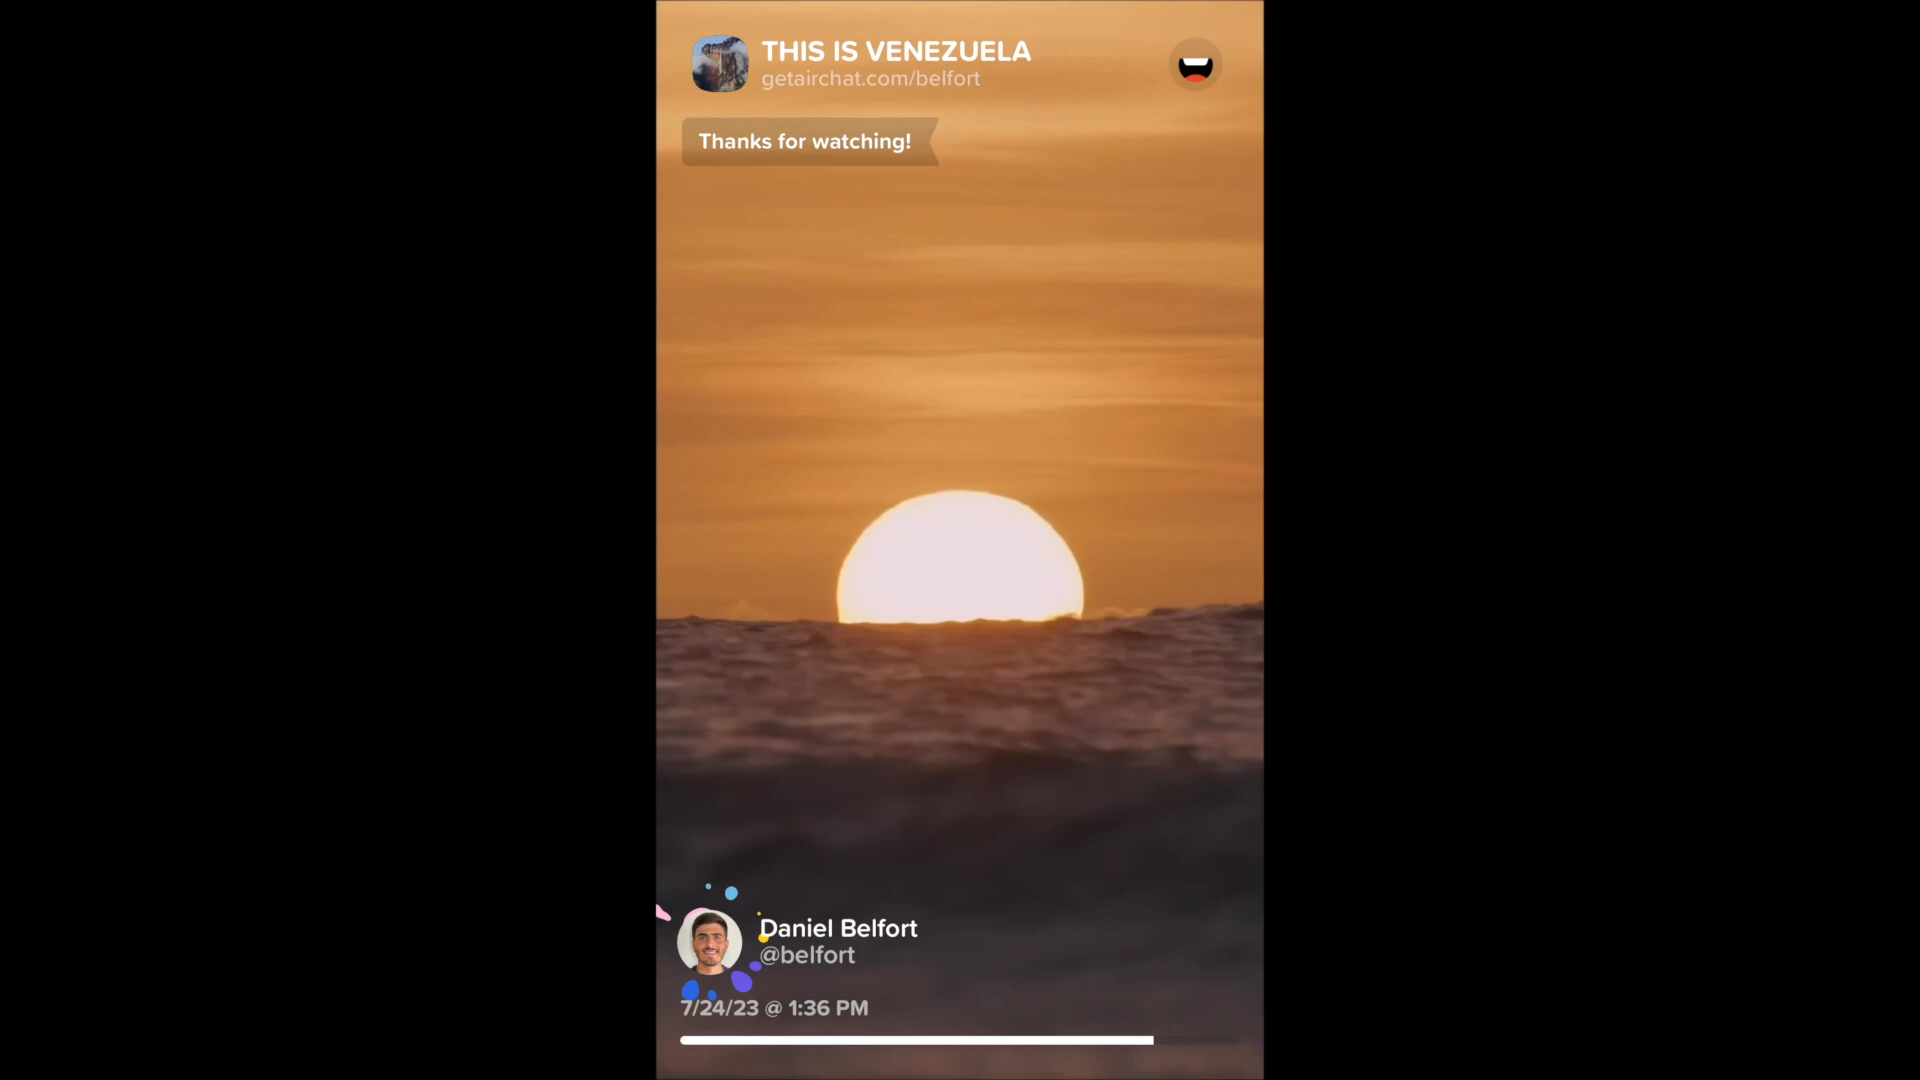 THIS IS VENEZUELA
getairchat.com/belfort
Thanks for watching!
Daniel Belfort
@belfort
7/24/23 @ 1:36 PM